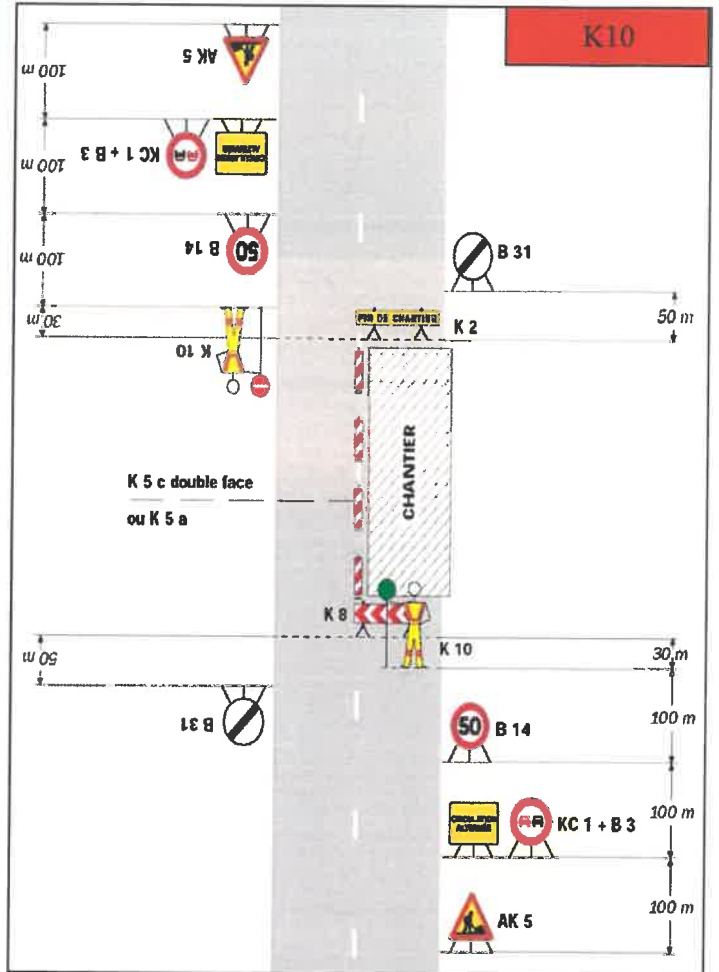 K10
AK 5
100 m
KC 1 + B 3
CIRCULATION
ALTERNÉE
100 m
50
B 14
100 m
B 31
50 m
FIN DE CHANTIER
K 2
30 m
K 10
CHANTIER
K 5 c double face
ou K 5 a
K 8
K 10
30 m
50 m
B 31
50
B 14
100 m
CIRCULATION
ALTERNÉE
KC 1 + B 3
100 m
AK 5
100 m